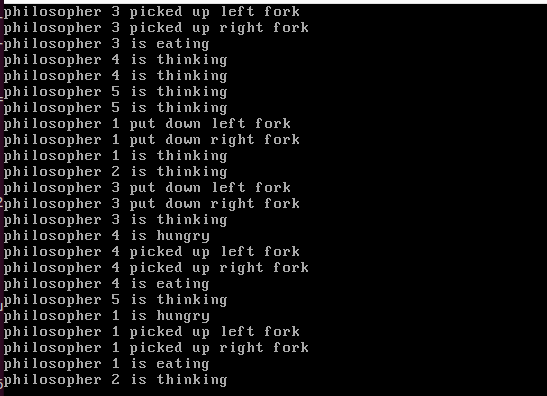 philosopher 3 picked up left fork
philosopher 3 picked up right fork
philosopher 3 is eating
philosopher 4 is thinking
philosopher 4 is thinking
philosopher 5 is thinking
philosopher 5 is thinking
philosopher 1 put down left fork
philosopher 1 put down right fork
philosopher 1 is thinking
philosopher 2 is thinking
philosopher 3 put down left fork
philosopher 3 put down right fork
philosopher 3 is thinking
philosopher 4 is hungry
philosopher 4 picked up left fork
philosopher 4 picked up right fork
philosopher 4 is eating
philosopher 5 is thinking
philosopher 1 is hungry
philosopher 1 picked up left fork
philosopher 1 picked up right fork
philosopher 1 is eating
philosopher 2 is thinking